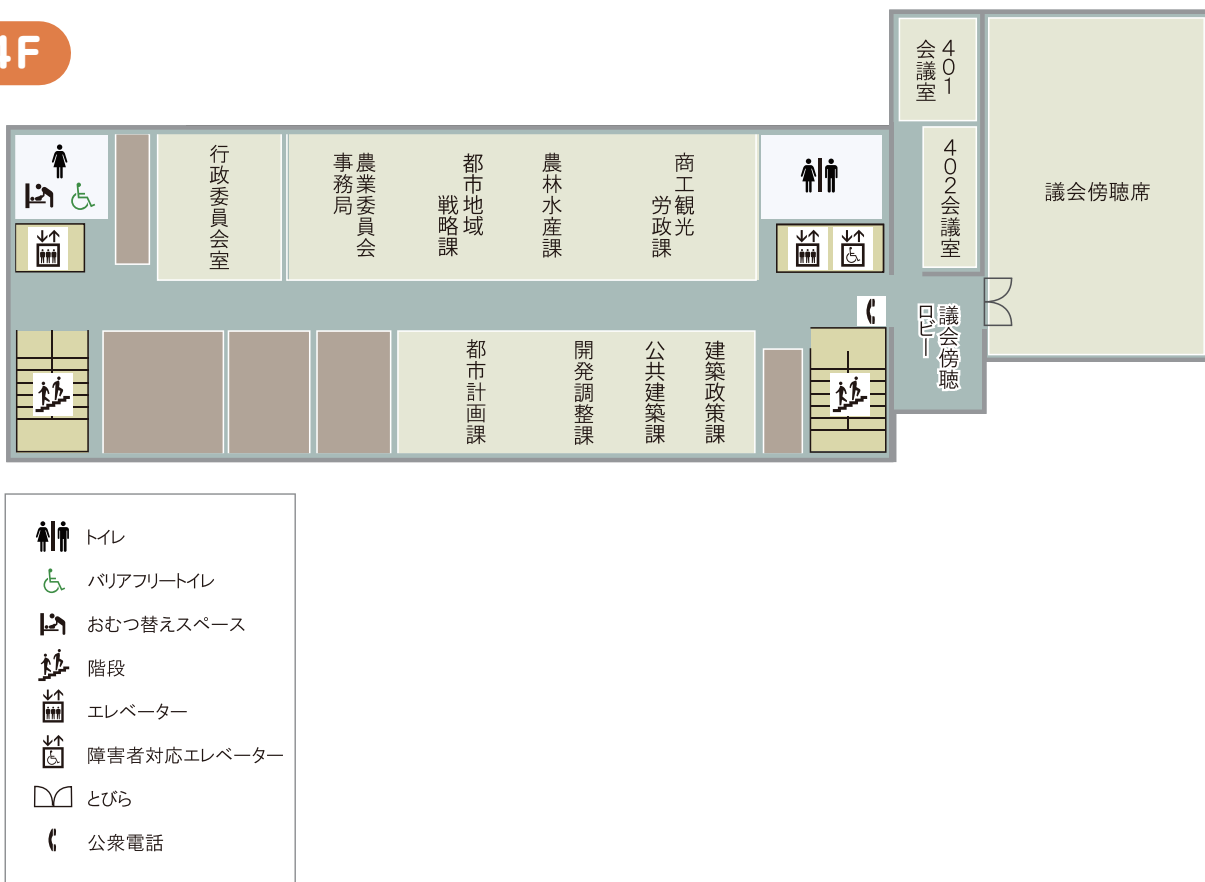 4F
401
会議室
402会議室
議会傍聴席
議会傍聴
ロビー
行政委員会室
農業委員会
事務局
都市地域
戦略課
農林水産課
商工観光
労政課
都市計画課
開発調整課
公共建築課
建築政策課
トイレ
バリアフリートイレ
おむつ替えスペース
階段
エレベーター
障害者対応エレベーター
とびら
公衆電話